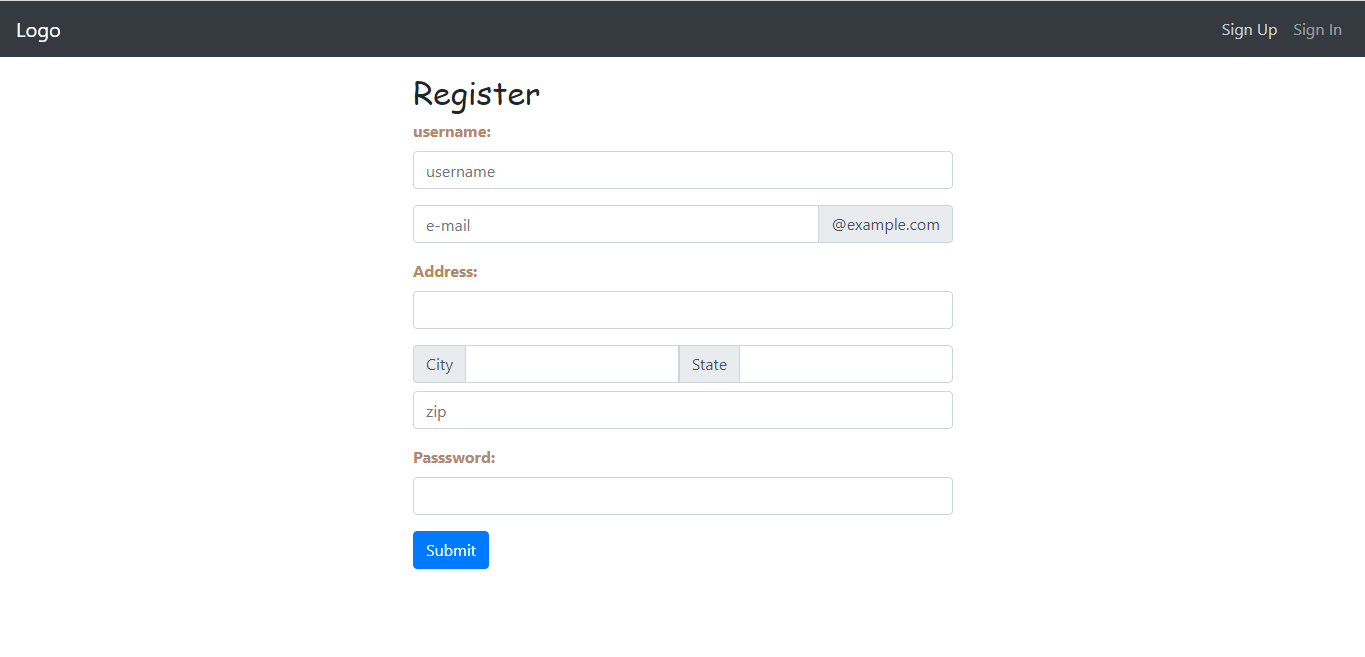 Logo Sign Up Sign In
Register
username:
username
e-mail @example.com
Address:
City State
zip
Passsword:
Submit